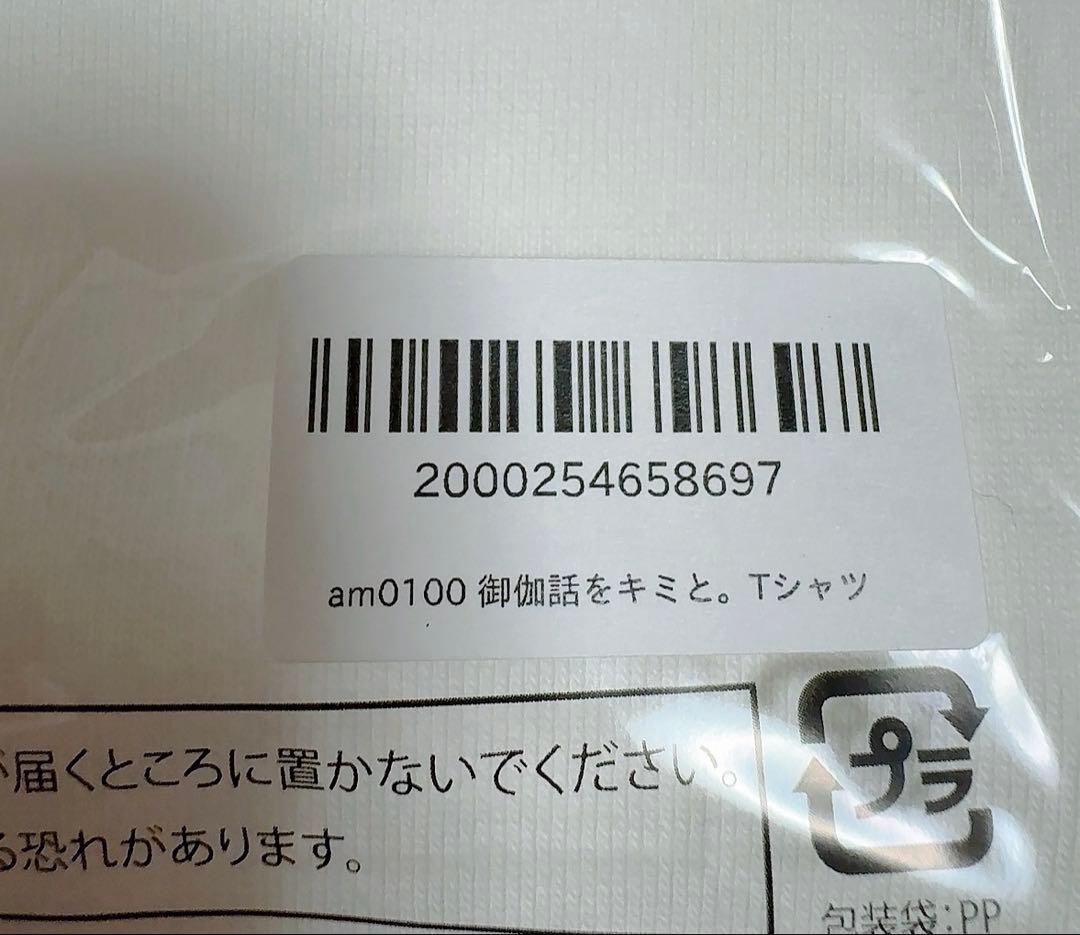 2000254658697
am0100 御伽話をキミと。Tシャツ
が届くところに置かないでください。
る恐れがあります。
プラ
包装袋:PP